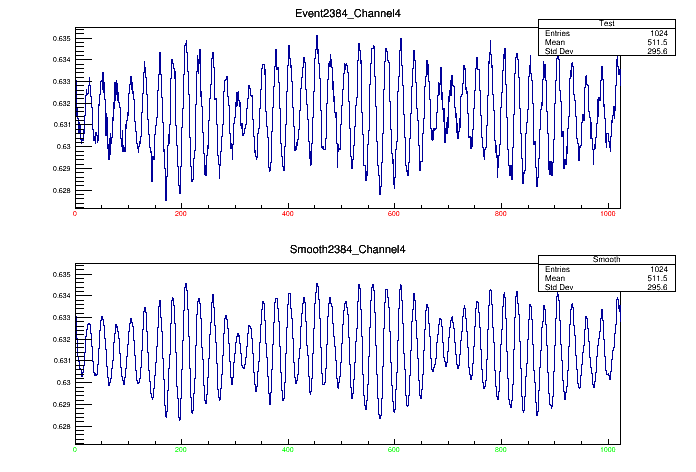 Event2384_Channel4
Test
Entries 1024
Mean 511.5
Std Dev 295.6
0.635
0.634
0.633
0.632
0.631
0.63
0.629
0.628
0 200 400 600 800 1000
Smooth2384_Channel4
Smooth
Entries 1024
Mean 511.5
Std Dev 295.6
0.635
0.634
0.633
0.632
0.631
0.63
0.629
0.628
0 200 400 600 800 1000